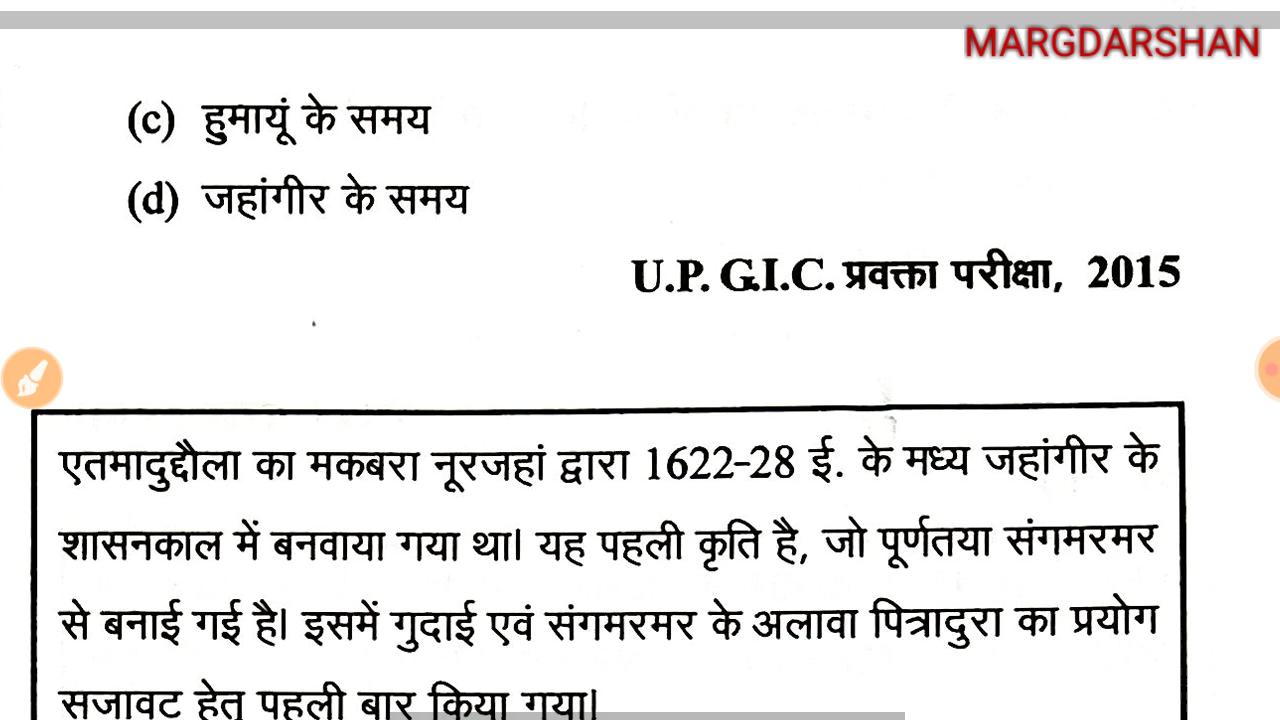 MARGDARSHAN
(c) हुमायूं के समय
(d) जहांगीर के समय
U.P. G.I.C. प्रवक्ता परीक्षा, 2015
एतमादुद्दौला का मकबरा नूरजहां द्वारा 1622-28 ई. के मध्य जहांगीर के
शासनकाल में बनवाया गया था। यह पहली कृति है, जो पूर्णतया संगमरमर
से बनाई गई है। इसमें गुदाई एवं संगमरमर के अलावा पित्रादुरा का प्रयोग
सजावट हेतु पहली बार किया गया।